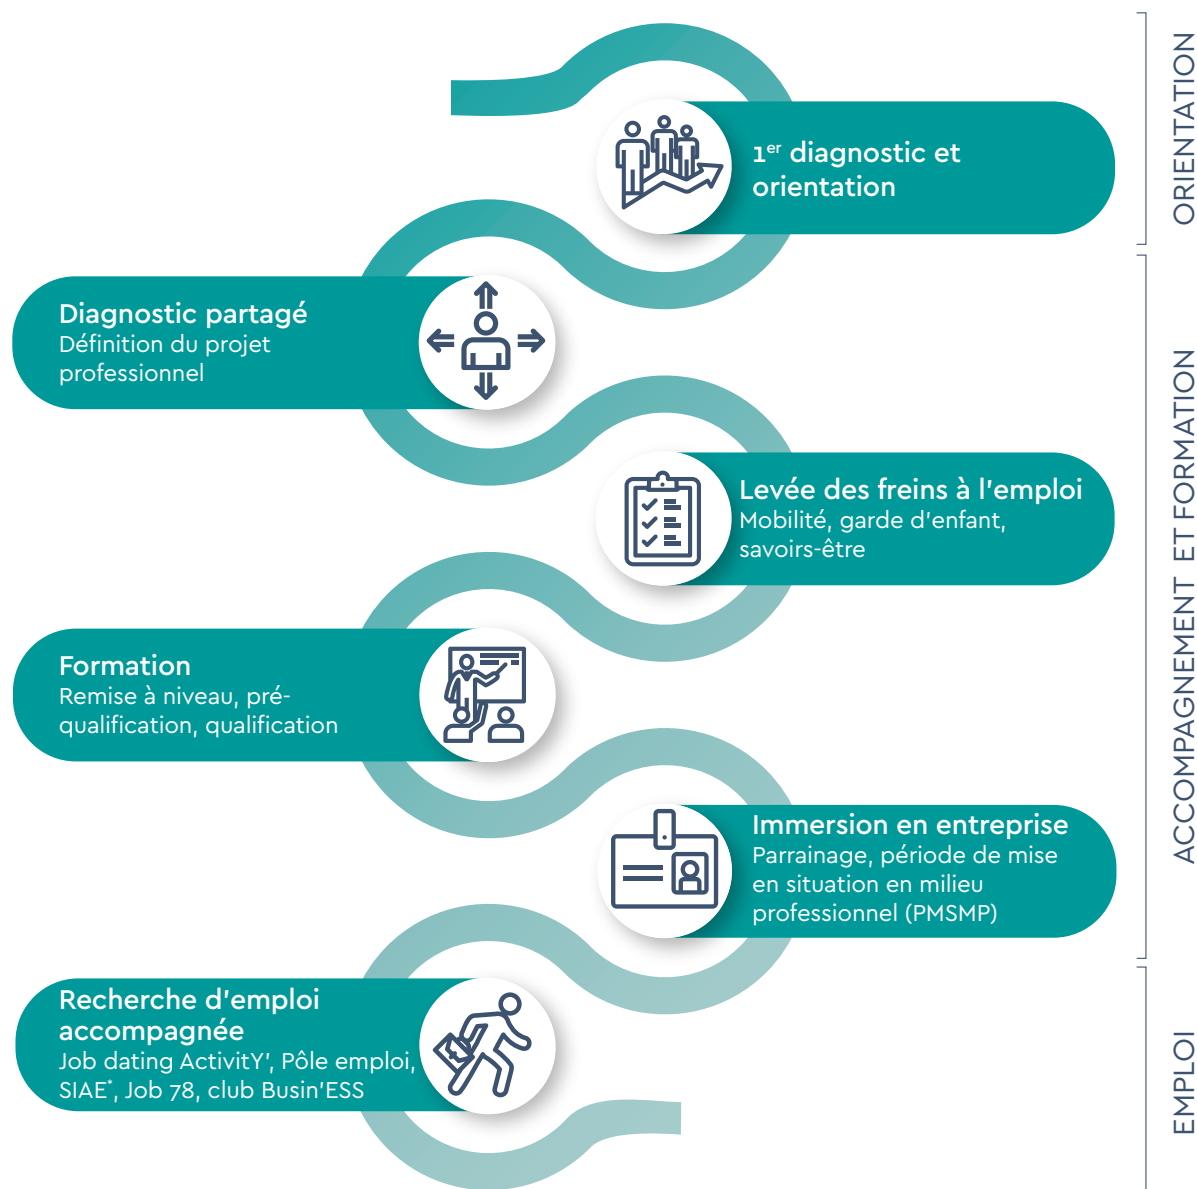 1er diagnostic et
orientation
ORIENTATION
Diagnostic partagé
Définition du projet
professionnel
Levée des freins à l'emploi
Mobilité, garde d'enfant,
savoirs-être
Formation
Remise à niveau, pré-
qualification, qualification
Immersion en entreprise
Parrainage, période de mise
en situation en milieu
professionnel (PMSMP)
ACCOMPAGNEMENT ET FORMATION
Recherche d'emploi
accompagnée
Job dating ActivitY', Pôle emploi,
SIAE*, Job 78, club Busin'ESS
EMPLOI